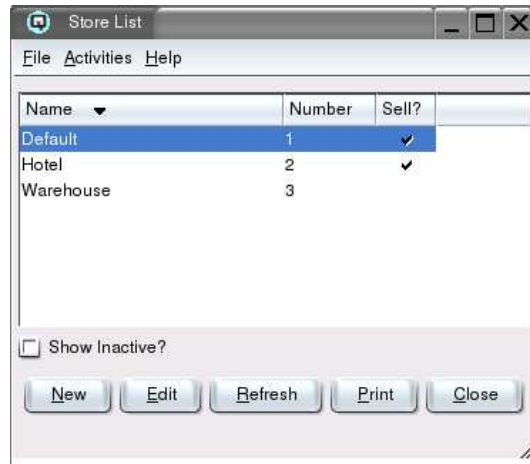 Store List
File Activities Help
Name Number Sell?
Default 1
Hotel 2
Warehouse 3
Show Inactive?
New Edit Refresh Print Close